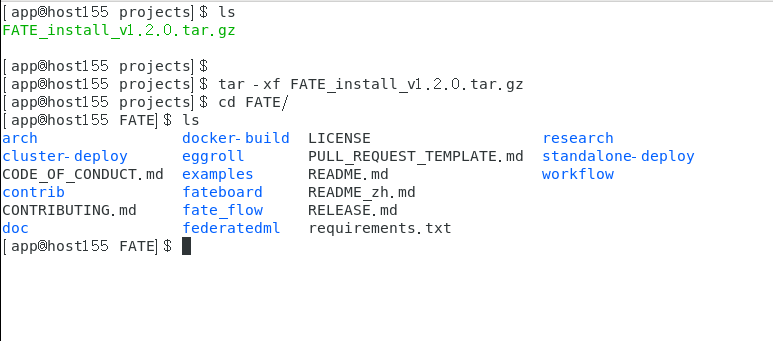 [app@host155 projects]$ ls
FATE_install_v1.2.0.tar.gz
[app@host155 projects]$
[app@host155 projects]$ tar -xf FATE_install_v1.2.0.tar.gz
[app@host155 projects]$ cd FATE/
[app@host155 FATE]$ ls
arch docker-build LICENSE research
cluster-deploy eggroll PULL_REQUEST_TEMPLATE.md standalone-deploy
CODE_OF_CONDUCT.md examples README.md workflow
contrib fateboard README_zh.md
CONTRIBUTING.md fate_flow RELEASE.md
doc federatedml requirements.txt
[app@host155 FATE]$